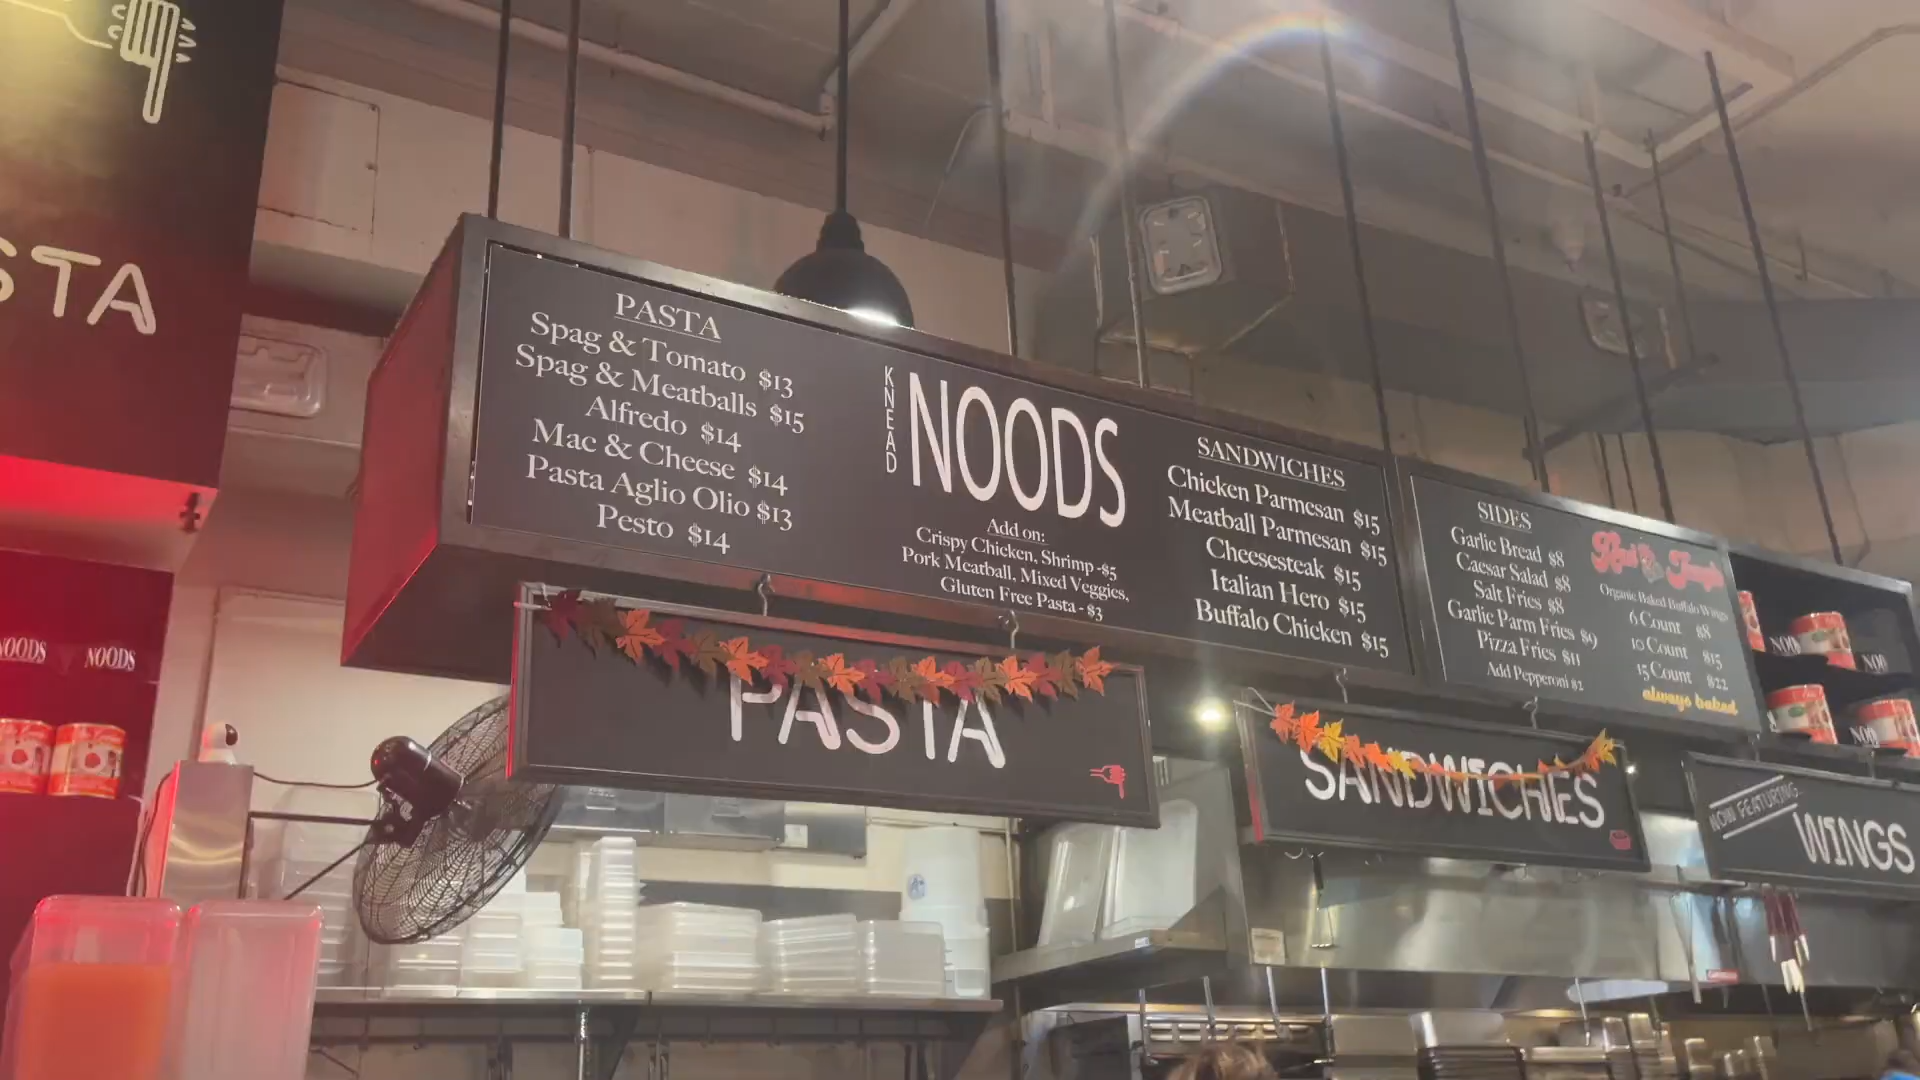 STA
NOODS
NOODS
PASTA
Spag & Tomato $13
Spag & Meatballs $15
Alfredo $14
Mac & Cheese $14
Pasta Aglio Olio $13
Pesto $14
KNEAD
NOODS
Add on:
Crispy Chicken, Shrimp -$5
Pork Meatball, Mixed Veggies,
Gluten Free Pasta - $3
SANDWICHES
Chicken Parmesan $15
Meatball Parmesan $15
Cheesesteak $15
Italian Hero $15
Buffalo Chicken $15
SIDES
Garlic Bread $8
Caesar Salad $8
Salt Fries $8
Garlic Parm Fries $9
Pizza Fries $11
Add Pepperoni $2
Organic Baked Buffalo Wings
6 Count $8
10 Count $15
15 Count $22
always baked
PASTA
SANDWICHES
NOW FEATURING
WINGS